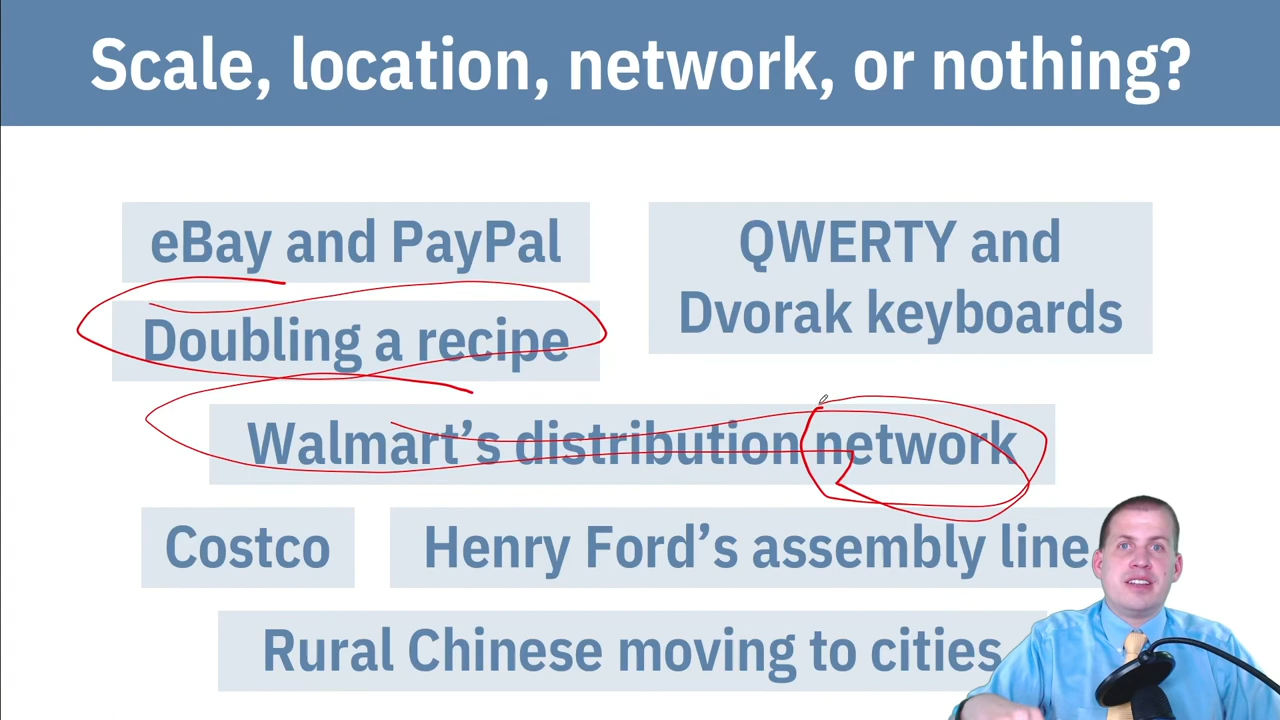 Scale, location, network, or nothing?
eBay and PayPal
QWERTY and
Dvorak keyboards
Doubling a recipe
Walmart’s distribution network
Costco
Henry Ford’s assembly line
Rural Chinese moving to cities